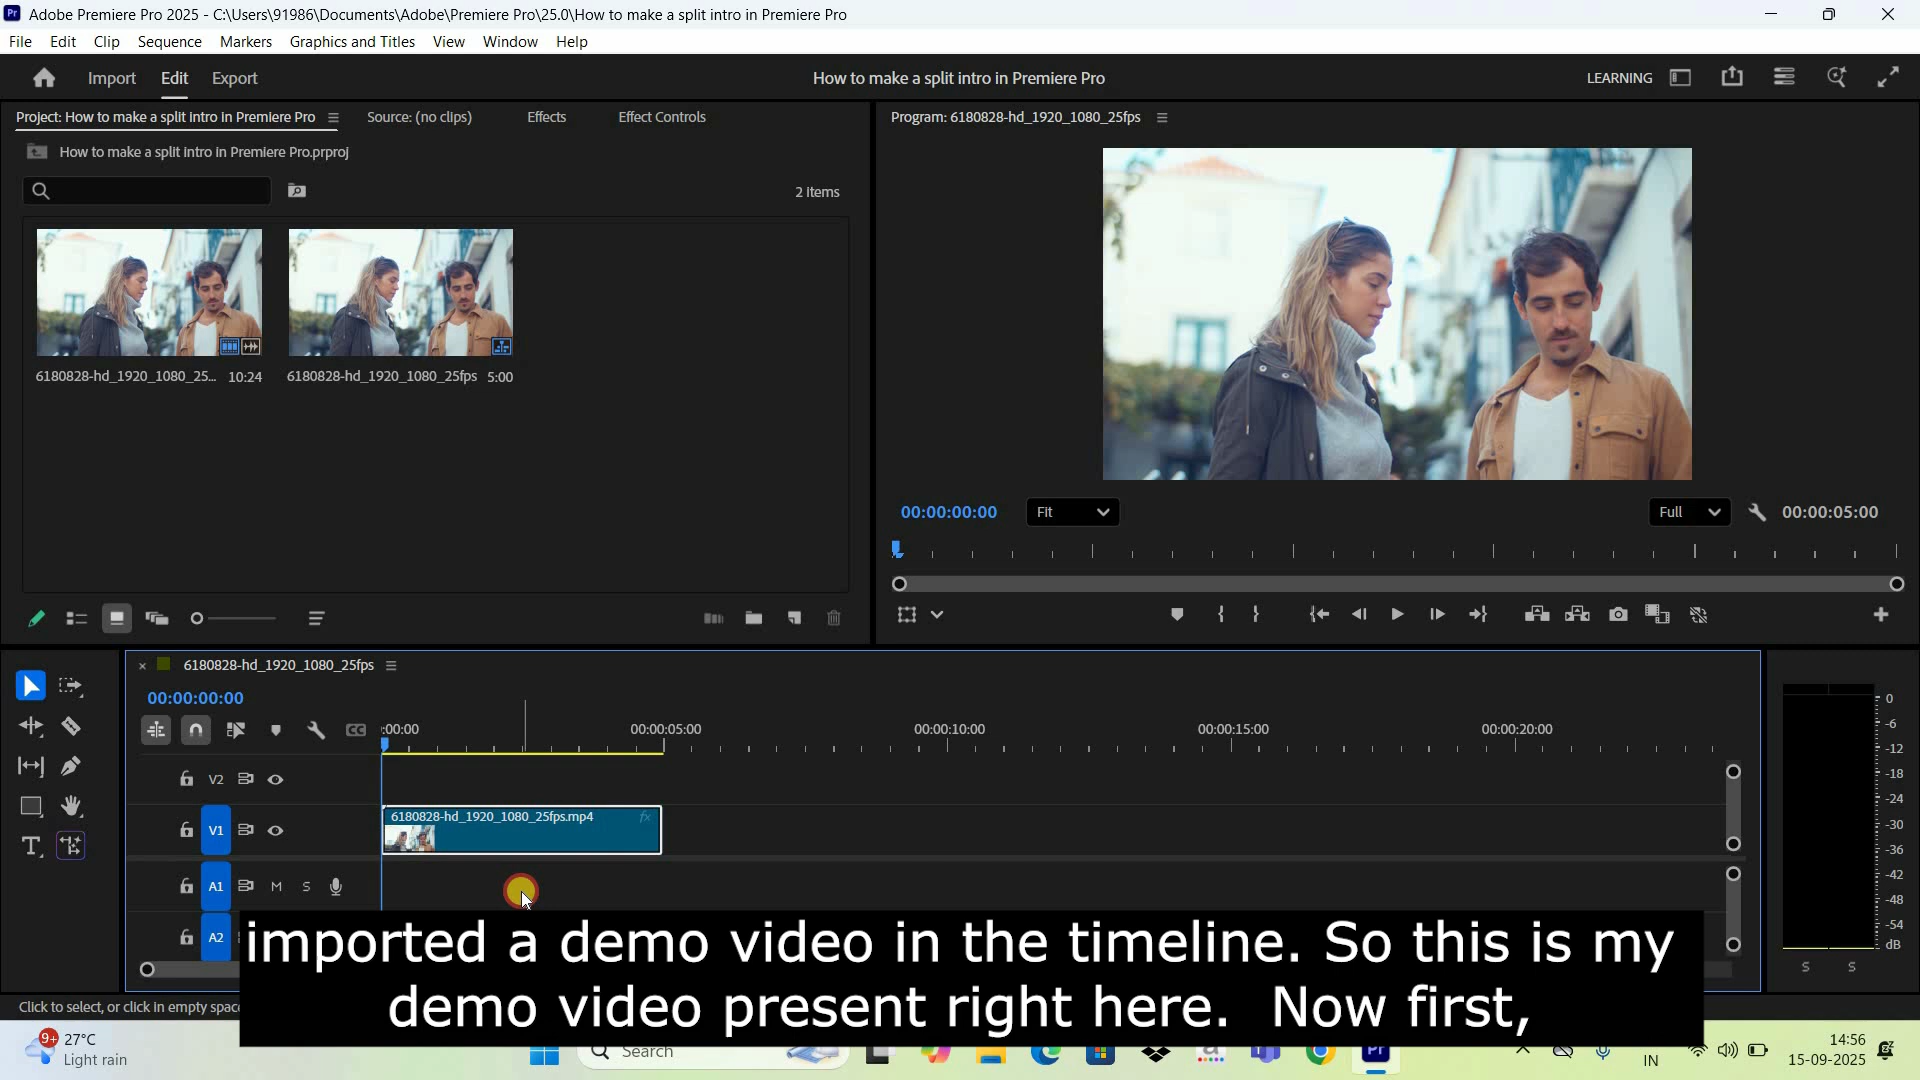 Pr Adobe Premiere Pro 2025 - C:\Users\91986\Documents\Adobe\Premiere Pro\25.0\How to make a split intro in Premiere Pro
File Edit Clip Sequence Markers Graphics and Titles View Window Help
Import Edit Export How to make a split intro in Premiere Pro LEARNING
Project: How to make a split intro in Premiere Pro Source: (no clips) Effects Effect Controls Program: 6180828-hd_1920_1080_25fps
How to make a split intro in Premiere Pro.prproj
2 items
6180828-hd_1920_1080_25... 10:24 6180828-hd_1920_1080_25fps 5:00
00:00:00:00 Fit Full 00:00:05:00
6180828-hd_1920_1080_25fps
00:00:00:00
:00:00 00:00:05:00 00:00:10:00 00:00:15:00 00:00:20:00
CC
V2
6180828-hd_1920_1080_25fps.mp4 fx
V1
A1 M S
A2
T
0
-6
-12
-18
-24
-30
-36
-42
-48
-54
dB
S S
imported a demo video in the timeline. So this is my
demo video present right here. Now first,
Click to select, or click in empty spac
9+ 27°C
Light rain
Search
Pr
IN
14:56
15-09-2025